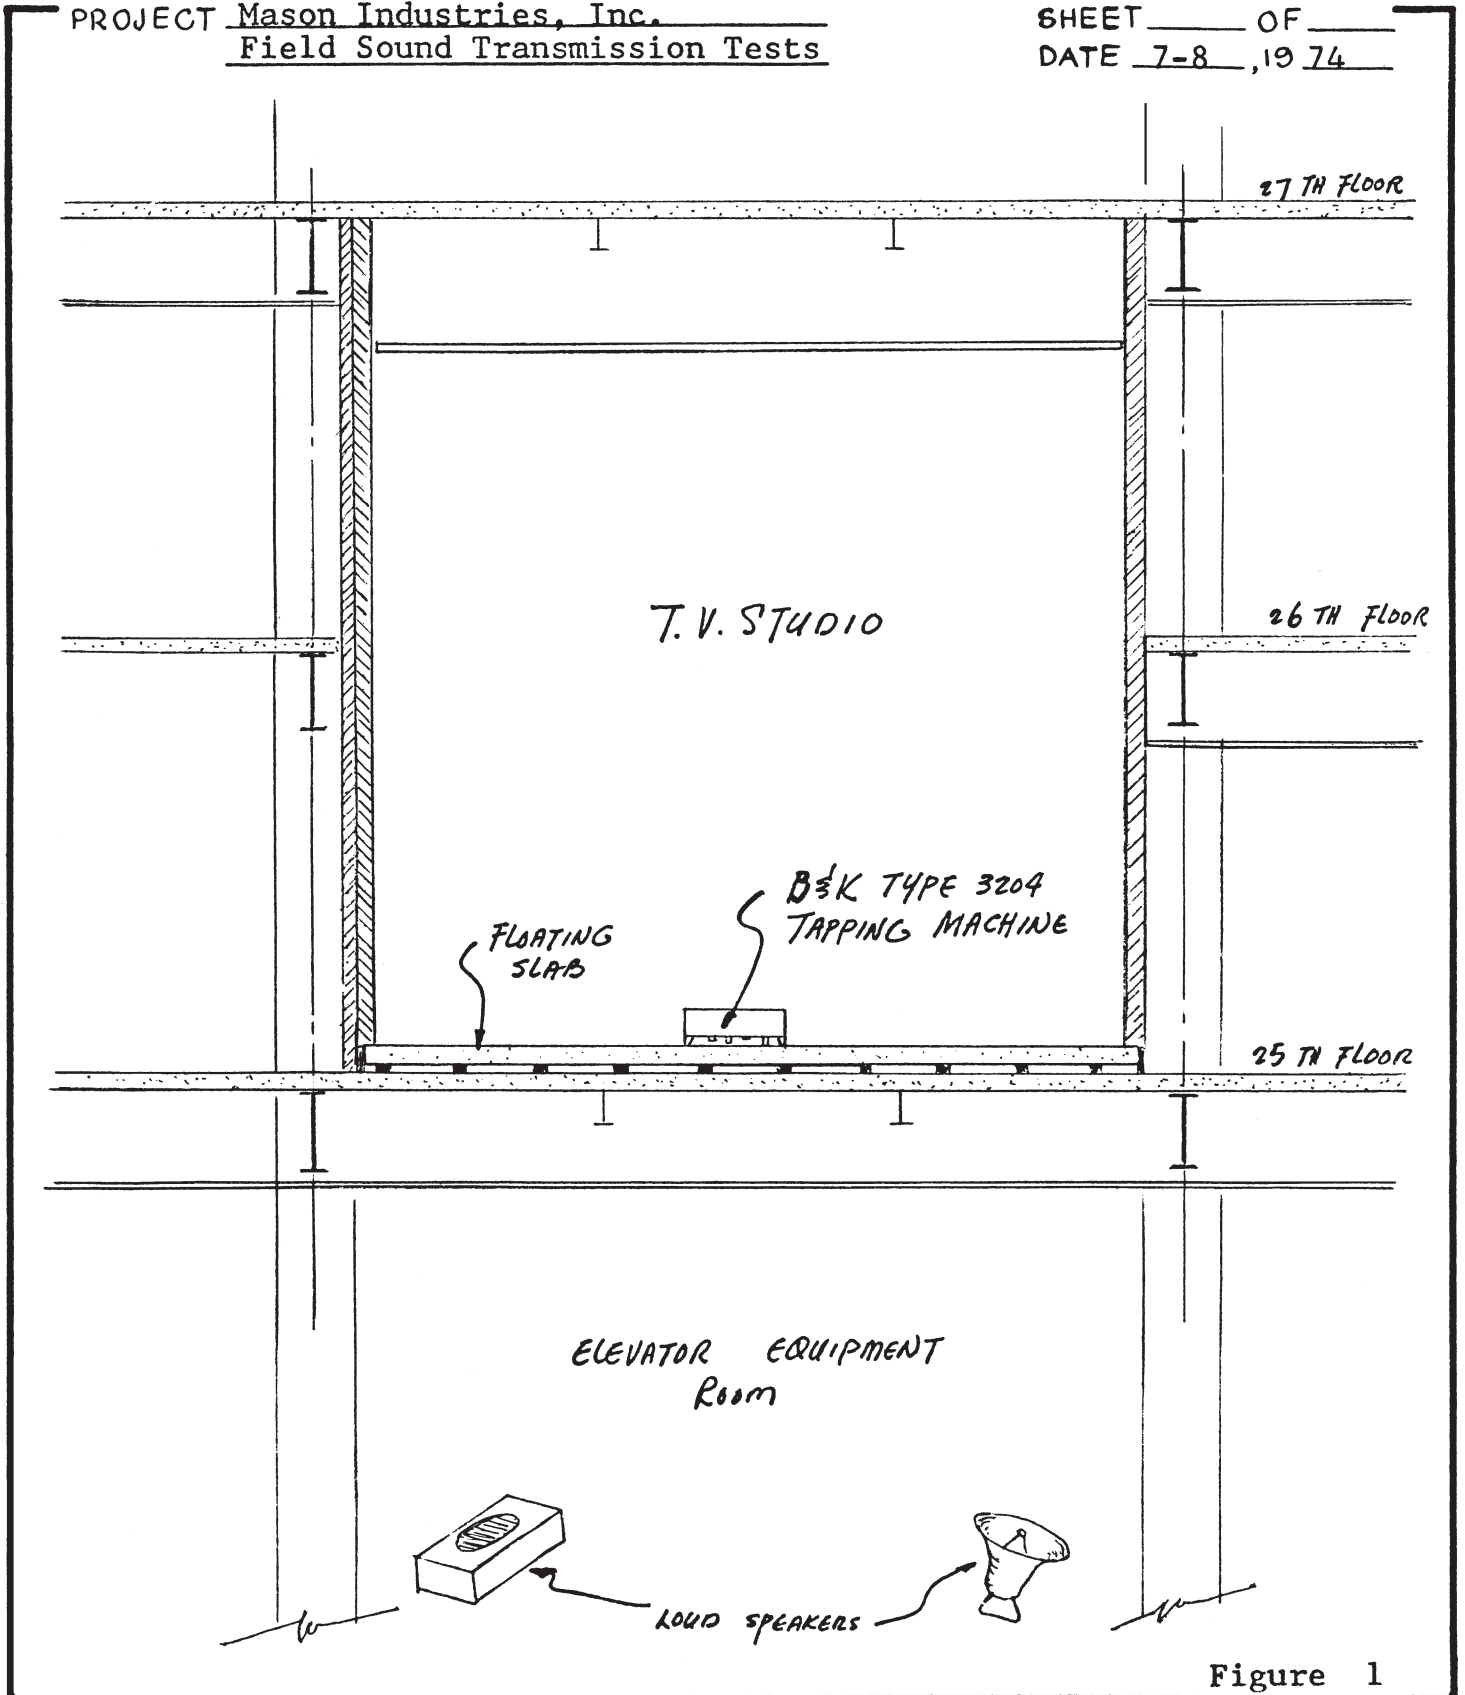 PROJECT Mason Industries, Inc.
Field Sound Transmission Tests
SHEET OF
DATE 7-8, 19 74
27 TH FLOOR
T.V. STUDIO
26 TH FLOOR
B&K TYPE 3204
TAPPING MACHINE
FLOATING
SLAB
25 TH FLOOR
ELEVATOR EQUIPMENT
ROOM
LOUD SPEAKERS
Figure 1